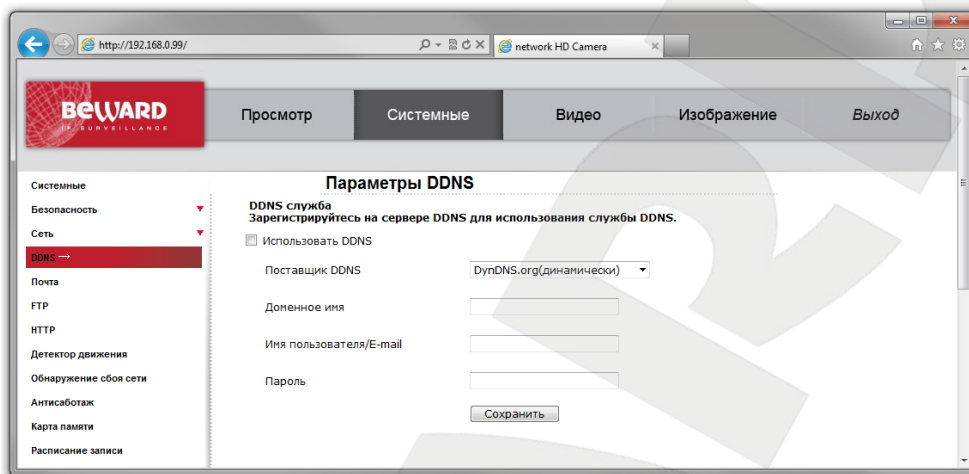 http://192.168.0.99/
network HD Camera
BEWARD
IP SURVEILLANCE
Просмотр
Системные
Видео
Изображение
Выход
Системные
Безопасность
Сеть
DDNS →
Почта
FTP
HTTP
Детектор движения
Обнаружение сбоя сети
Антисаботаж
Карта памяти
Расписание записи
Параметры DDNS
DDNS служба
Зарегистрируйтесь на сервере DDNS для использования службы DDNS.
Использовать DDNS
Поставщик DDNS
DynDNS.org(динамически)
Доменное имя
Имя пользователя/E-mail
Пароль
Сохранить